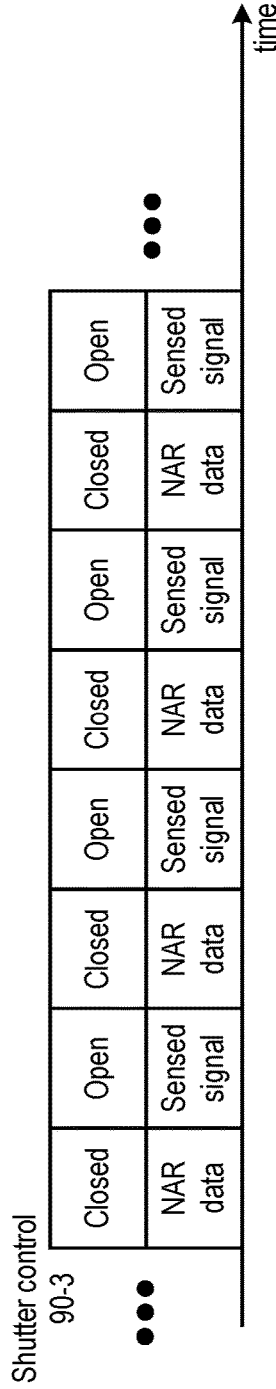 Shutter control
90-3
Closed Open Closed Open Closed Open Closed Open
NAR Sensed NAR Sensed NAR Sensed NAR Sensed
data signal data signal data signal data signal
time